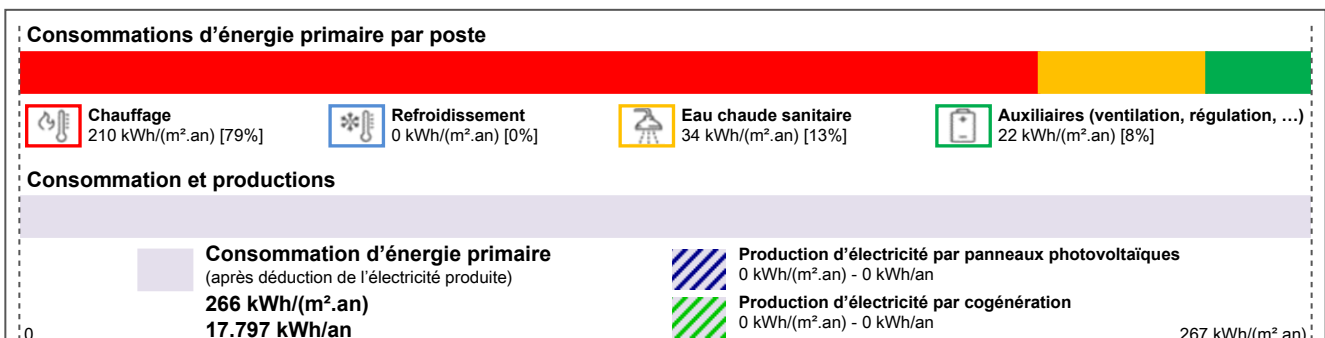 Consommations d'énergie primaire par poste
Chauffage
210 kWh/(m².an) [79%]
Refroidissement
0 kWh/(m².an) [0%]
Eau chaude sanitaire
34 kWh/(m².an) [13%]
Auxiliaires (ventilation, régulation, …)
22 kWh/(m².an) [8%]
Consommation et productions
Consommation d'énergie primaire
(après déduction de l'électricité produite)
266 kWh/(m².an)
17.797 kWh/an
Production d'électricité par panneaux photovoltaïques
0 kWh/(m².an) - 0 kWh/an
Production d'électricité par cogénération
0 kWh/(m².an) - 0 kWh/an
0
267 kWh/(m².an)